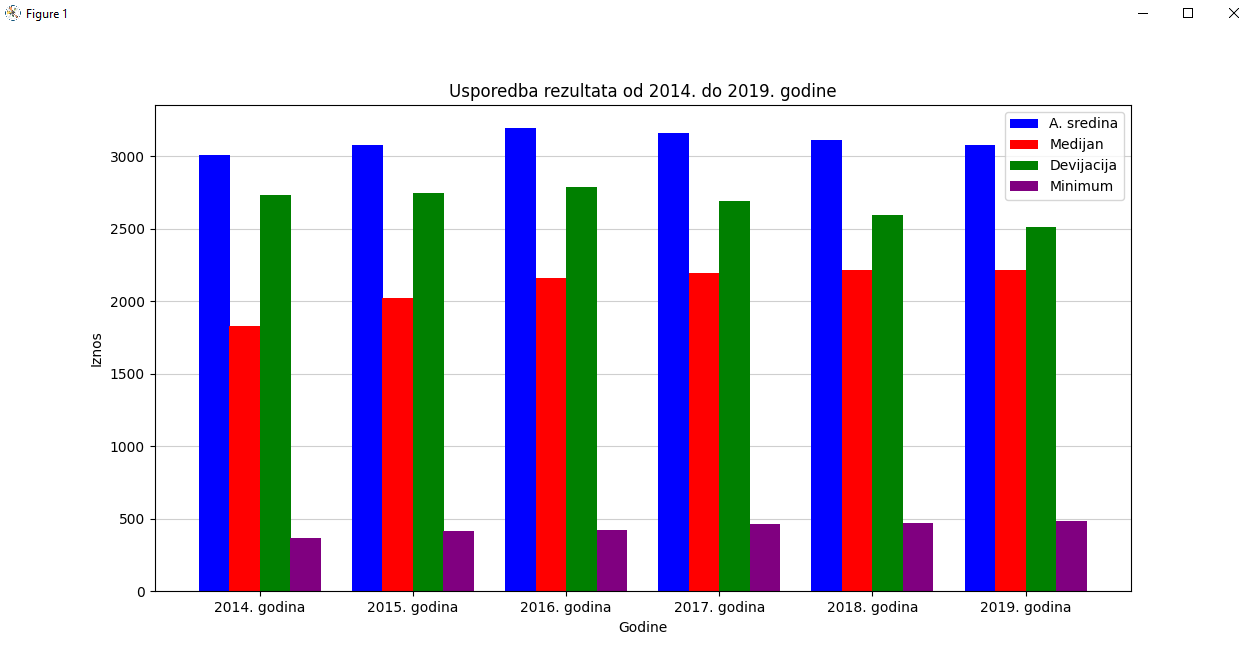 Figure 1
Usporedba rezultata od 2014. do 2019. godine
A. sredina
Medijan
Devijacija
Minimum
3000
2500
2000
1500
1000
500
0
Iznos
2014. godina 2015. godina 2016. godina 2017. godina 2018. godina 2019. godina
Godine